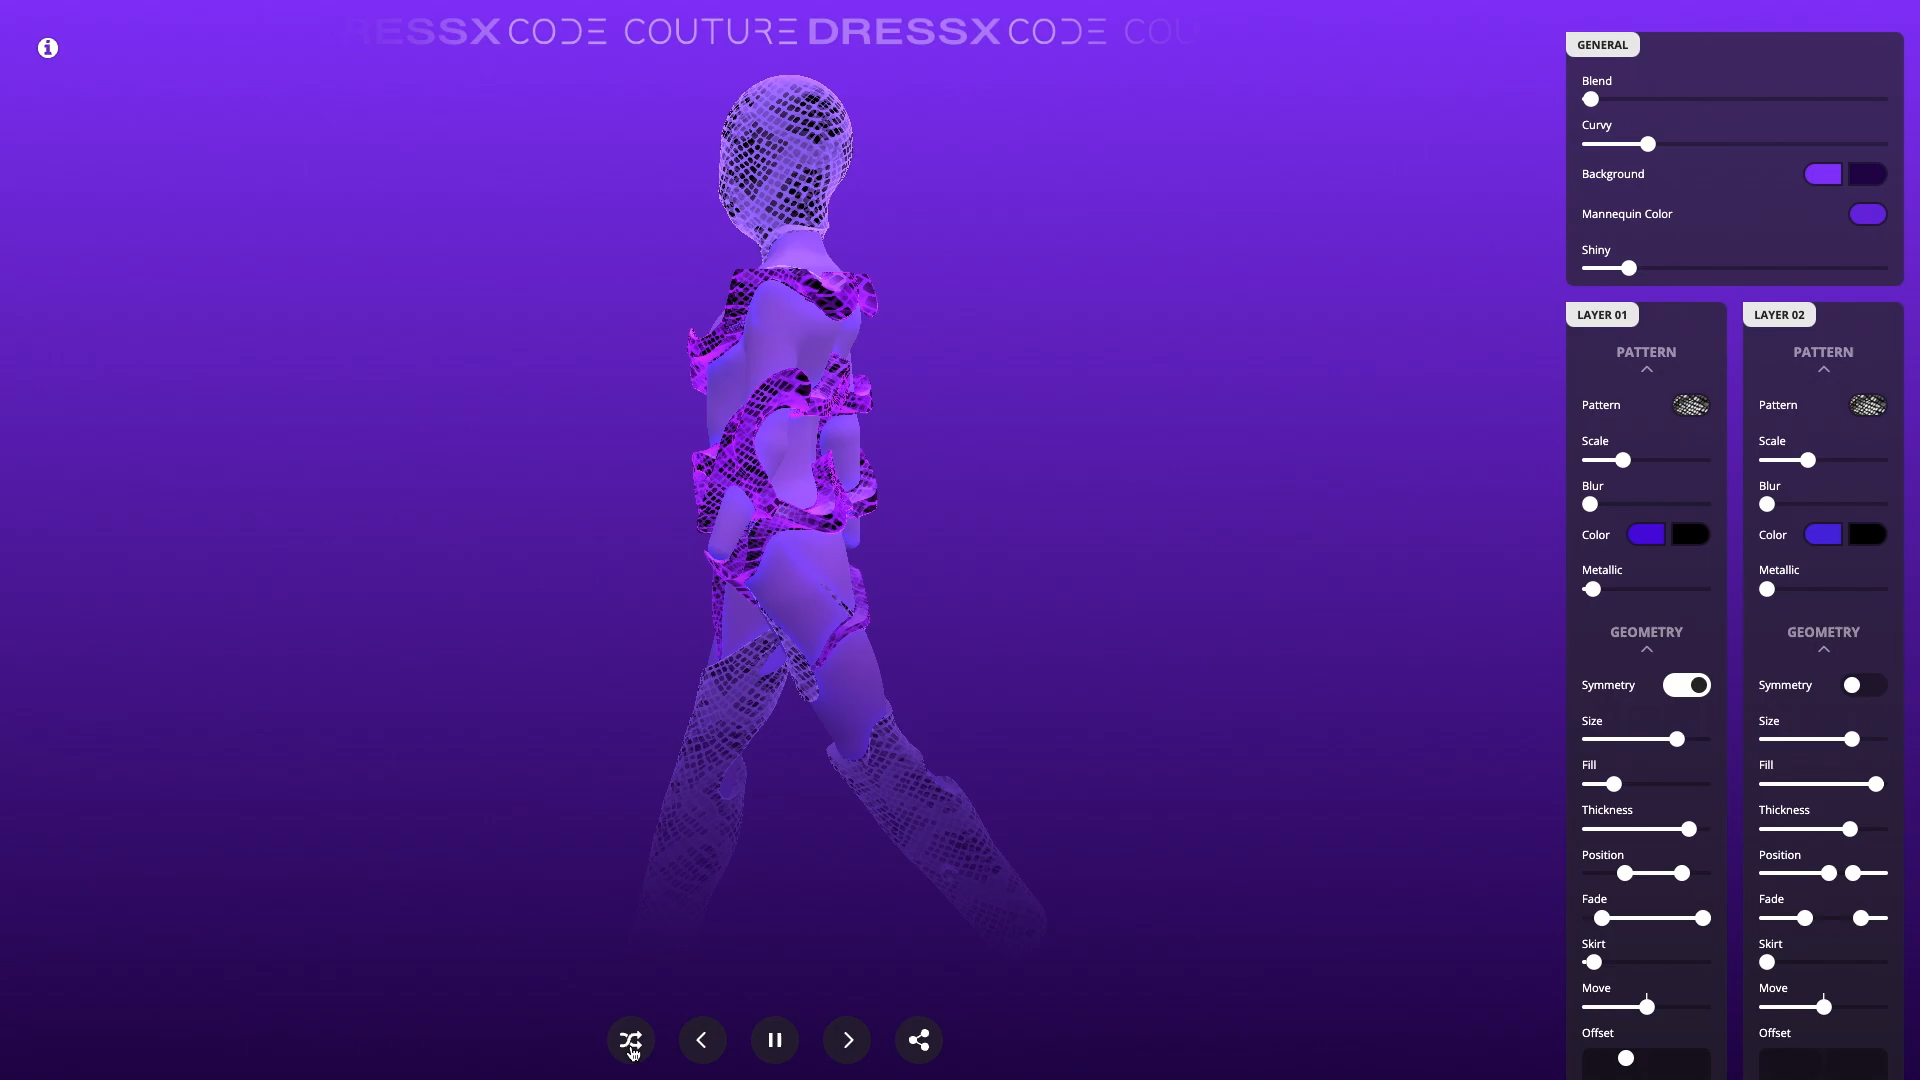 RESSX CODE COUTURE DRESSX CODE COU
GENERAL
Blend
Curvy
Background
Mannequin Color
Shiny
LAYER 01
PATTERN
Pattern
Scale
Blur
Color
Metallic
GEOMETRY
Symmetry
Size
Fill
Thickness
Position
Fade
Skirt
Move
Offset
LAYER 02
PATTERN
Pattern
Scale
Blur
Color
Metallic
GEOMETRY
Symmetry
Size
Fill
Thickness
Position
Fade
Skirt
Move
Offset